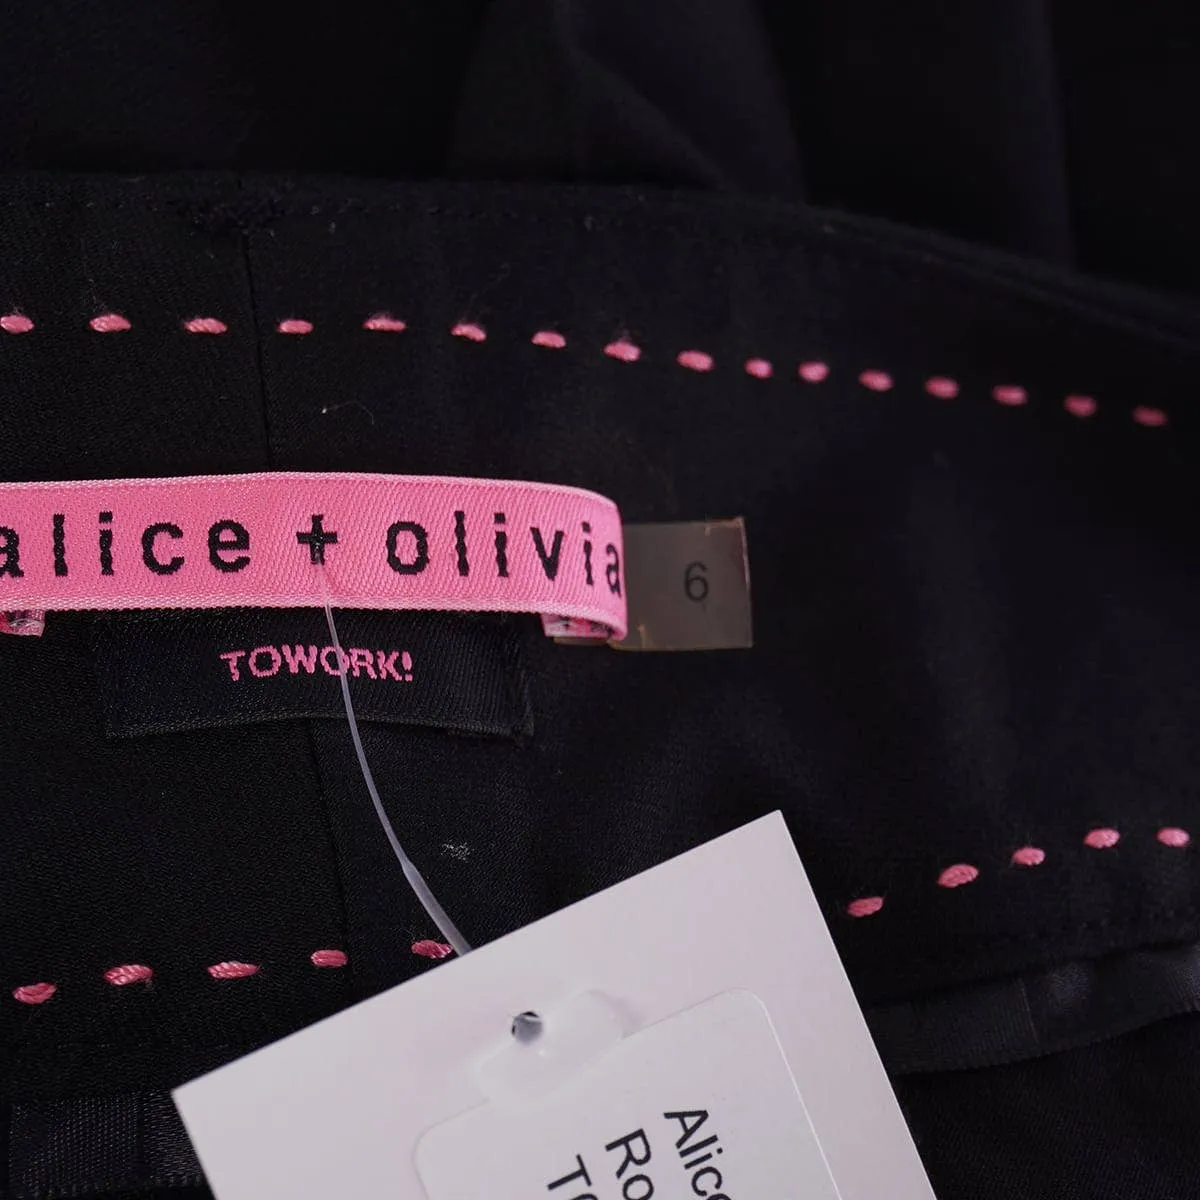 alice + olivia
6
TOWORK!
Alice
Ro